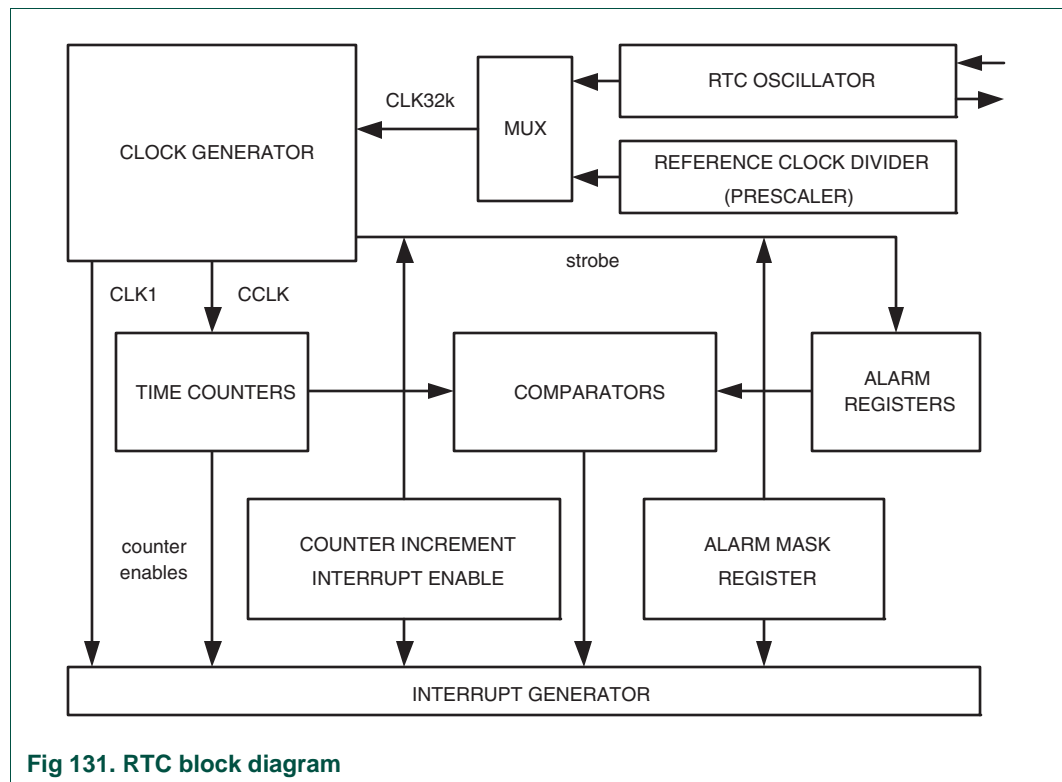 RTC OSCILLATOR
CLK32k
MUX
CLOCK GENERATOR
REFERENCE CLOCK DIVIDER
(PRESCALER)
strobe
CLK1
CCLK
TIME COUNTERS
COMPARATORS
ALARM
REGISTERS
counter
enables
COUNTER INCREMENT
INTERRUPT ENABLE
ALARM MASK
REGISTER
INTERRUPT GENERATOR
Fig 131. RTC block diagram